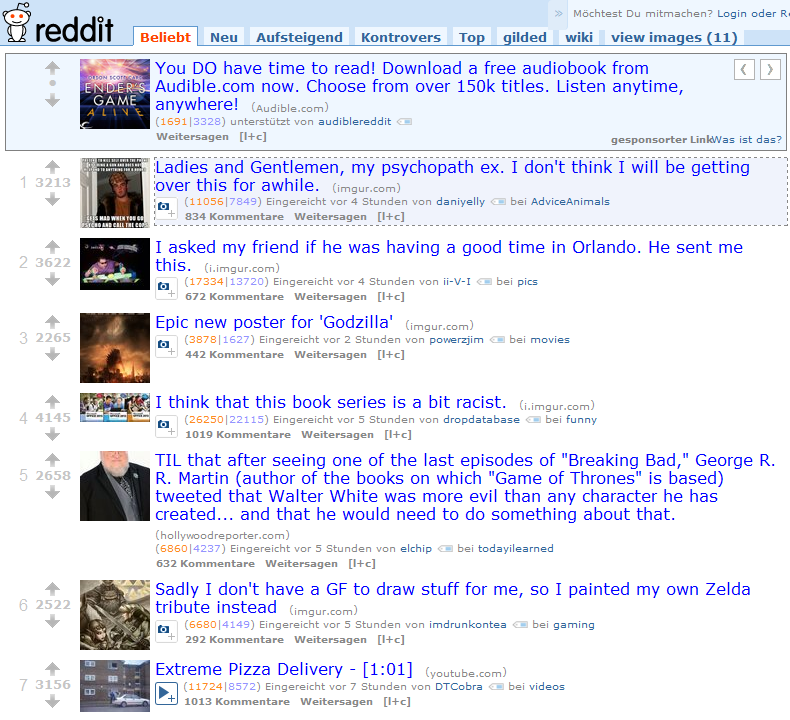 reddit
Beliebt Neu Aufsteigend Kontrovers Top gilded wiki view images (11)
» Möchtest Du mitmachen? Login oder Re
ORSON SCOTT CARD
ENDER'S
GAME
ALIVE
You DO have time to read! Download a free audiobook from
Audible.com now. Choose from over 150k titles. Listen anytime,
anywhere! (Audible.com)
(1691|3328) unterstützt von audiblereddit
Weitersagen [l+c]
gesponsorter Link Was ist das?
1 3213
Ladies and Gentlemen, my psychopath ex. I don't think I will be getting
over this for awhile. (imgur.com)
(11056|7849) Eingereicht vor 4 Stunden von daniyelly bei AdviceAnimals
834 Kommentare Weitersagen [l+c]
GETS MAD WHEN YOU GO
PSYCHO AND CALL THE COPS
2 3622
I asked my friend if he was having a good time in Orlando. He sent me
this. (i.imgur.com)
(17334|13720) Eingereicht vor 4 Stunden von ii-V-I bei pics
672 Kommentare Weitersagen [l+c]
3 2265
Epic new poster for 'Godzilla' (imgur.com)
(3878|1627) Eingereicht vor 2 Stunden von powerzjim bei movies
442 Kommentare Weitersagen [l+c]
4 4145
I think that this book series is a bit racist. (i.imgur.com)
(26250|22115) Eingereicht vor 5 Stunden von dropdatabase bei funny
1019 Kommentare Weitersagen [l+c]
5 2658
TIL that after seeing one of the last episodes of "Breaking Bad," George R.
R. Martin (author of the books on which "Game of Thrones" is based)
tweeted that Walter White was more evil than any character he has
created... and that he would need to do something about that.
(hollywoodreporter.com)
(6860|4237) Eingereicht vor 5 Stunden von elchip bei todayilearned
632 Kommentare Weitersagen [l+c]
6 2522
Sadly I don't have a GF to draw stuff for me, so I painted my own Zelda
tribute instead (imgur.com)
(6680|4149) Eingereicht vor 5 Stunden von imdrunkontea bei gaming
292 Kommentare Weitersagen [l+c]
7 3156
Extreme Pizza Delivery - [1:01] (youtube.com)
(11724|8572) Eingereicht vor 7 Stunden von DTCobra bei videos
1013 Kommentare Weitersagen [l+c]